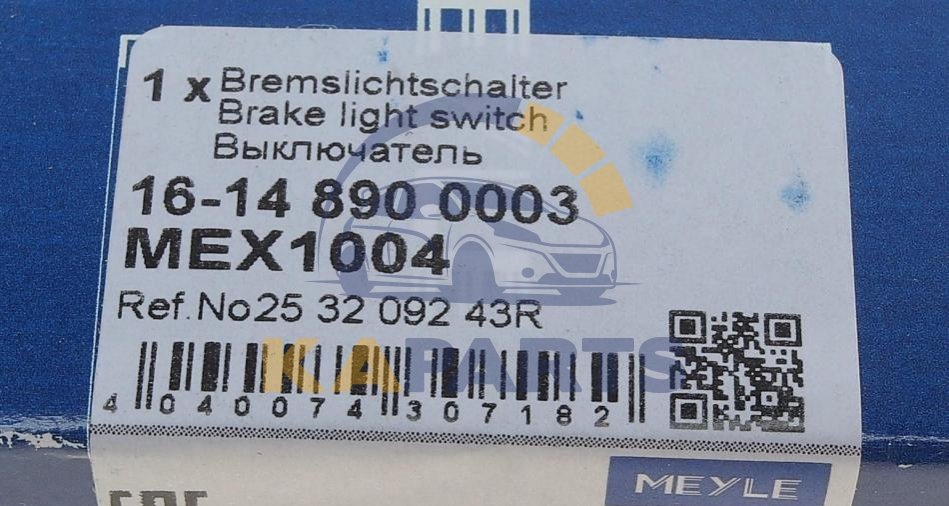 1 x Bremslichtschalter
Brake light switch
Выключатель
16-14 890 0003
MEX1004
Ref.No25 32 092 43R
KAPARTS
4 040074 307182
MEYLE